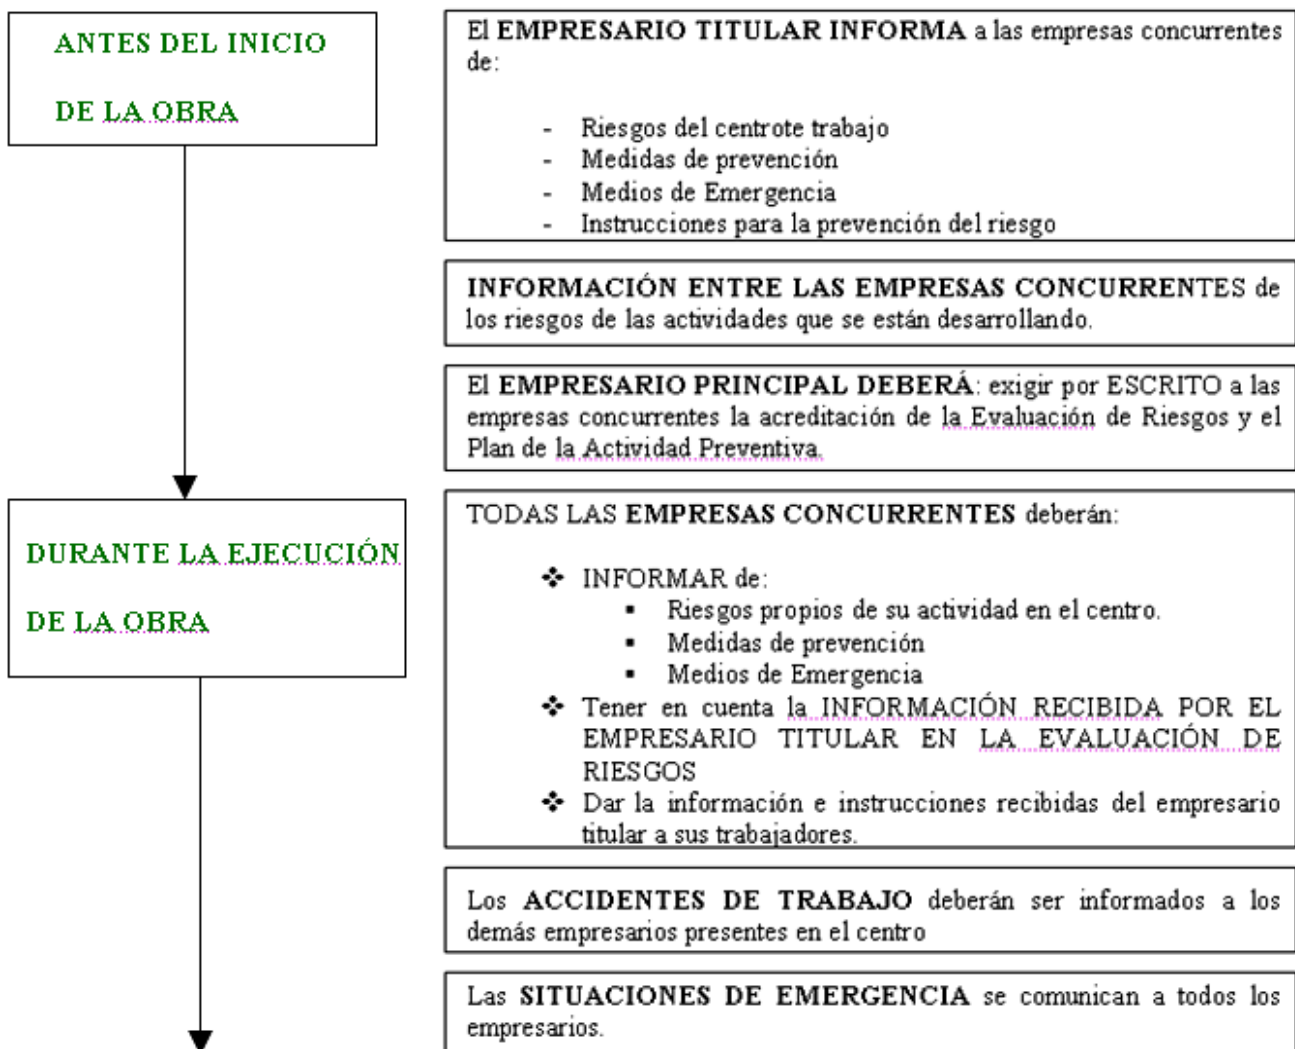 ANTES DEL INICIO
DE LA OBRA
El EMPRESARIO TITULAR INFORMA a las empresas concurrentes
de:
- Riesgos del centrote trabajo
- Medidas de prevención
- Medios de Emergencia
- Instrucciones para la prevención del riesgo
INFORMACIÓN ENTRE LAS EMPRESAS CONCURRENTES de
los riesgos de las actividades que se están desarrollando.
El EMPRESARIO PRINCIPAL DEBERÁ: exigir por ESCRITO a las
empresas concurrentes la acreditación de la Evaluación de Riesgos y el
Plan de la Actividad Preventiva.
DURANTE LA EJECUCIÓN
DE LA OBRA
TODAS LAS EMPRESAS CONCURRENTES deberán:
❖ INFORMAR de:
▪ Riesgos propios de su actividad en el centro.
▪ Medidas de prevención
▪ Medios de Emergencia
❖ Tener en cuenta la INFORMACIÓN RECIBIDA POR EL
EMPRESARIO TITULAR EN LA EVALUACIÓN DE
RIESGOS
❖ Dar la información e instrucciones recibidas del empresario
titular a sus trabajadores.
Los ACCIDENTES DE TRABAJO deberán ser informados a los
demás empresarios presentes en el centro
Las SITUACIONES DE EMERGENCIA se comunican a todos los
empresarios.